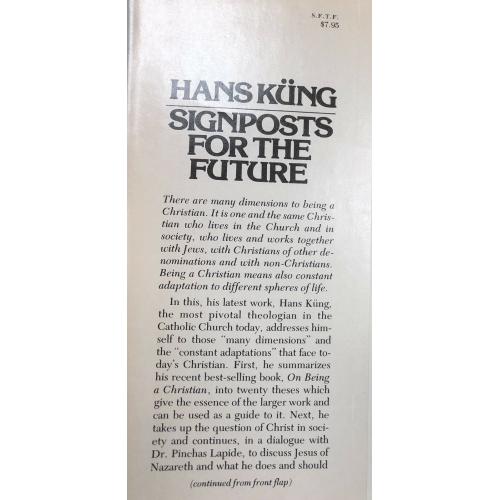 S.F.T.F.
$7.95
HANS KÜNG
SIGNPOSTS
FOR THE
FUTURE
There are many dimensions to being a
Christian. It is one and the same Chris-
tian who lives in the Church and in
society, who lives and works together
with Jews, with Christians of other de-
nominations and with non-Christians.
Being a Christian means also constant
adaptation to different spheres of life.
In this, his latest work, Hans Küng,
the most pivotal theologian in the
Catholic Church today, addresses him-
self to those "many dimensions" and
the "constant adaptations" that face to-
day's Christian. First, he summarizes
his recent best-selling book, On Being
a Christian, into twenty theses which
give the essence of the larger work and
can be used as a guide to it. Next, he
takes up the question of Christ in soci-
ety and continues, in a dialogue with
Dr. Pinchas Lapide, to discuss Jesus of
Nazareth and what he does and should
(continued from front flap)